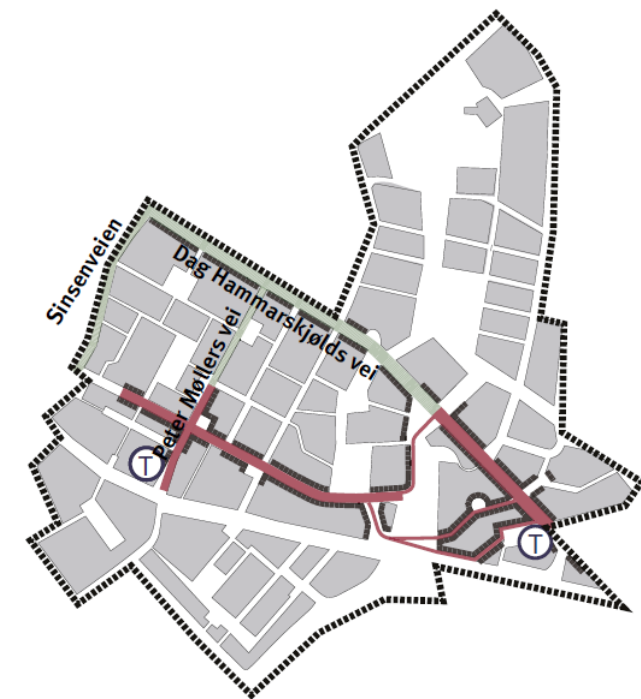 Sinsenveien
Dag Hammarskjølds vei
Peter Møllers vei
T
T